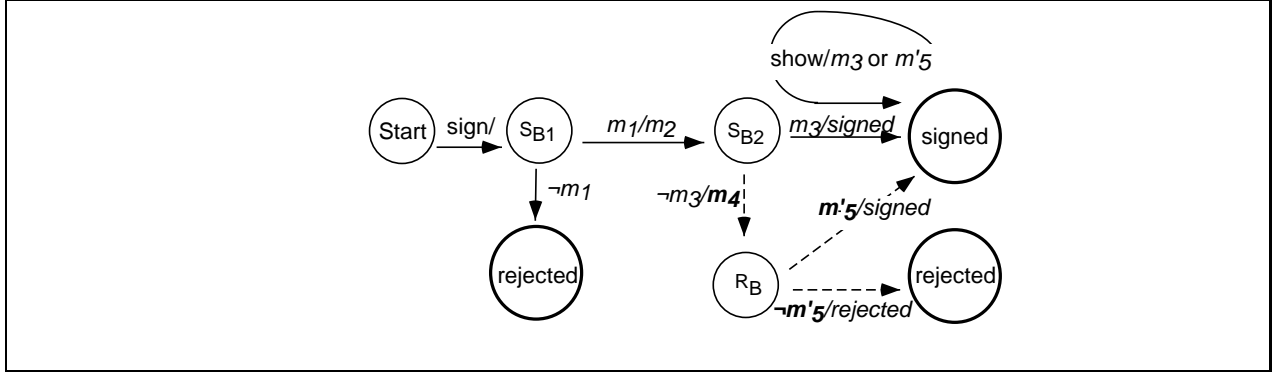 show/m3 or m'5
Start
sign/
SB1
m1/m2
SB2
m3/signed
signed
¬m1
¬m3/m4
m'5/signed
rejected
RB
rejected
¬m'5/rejected